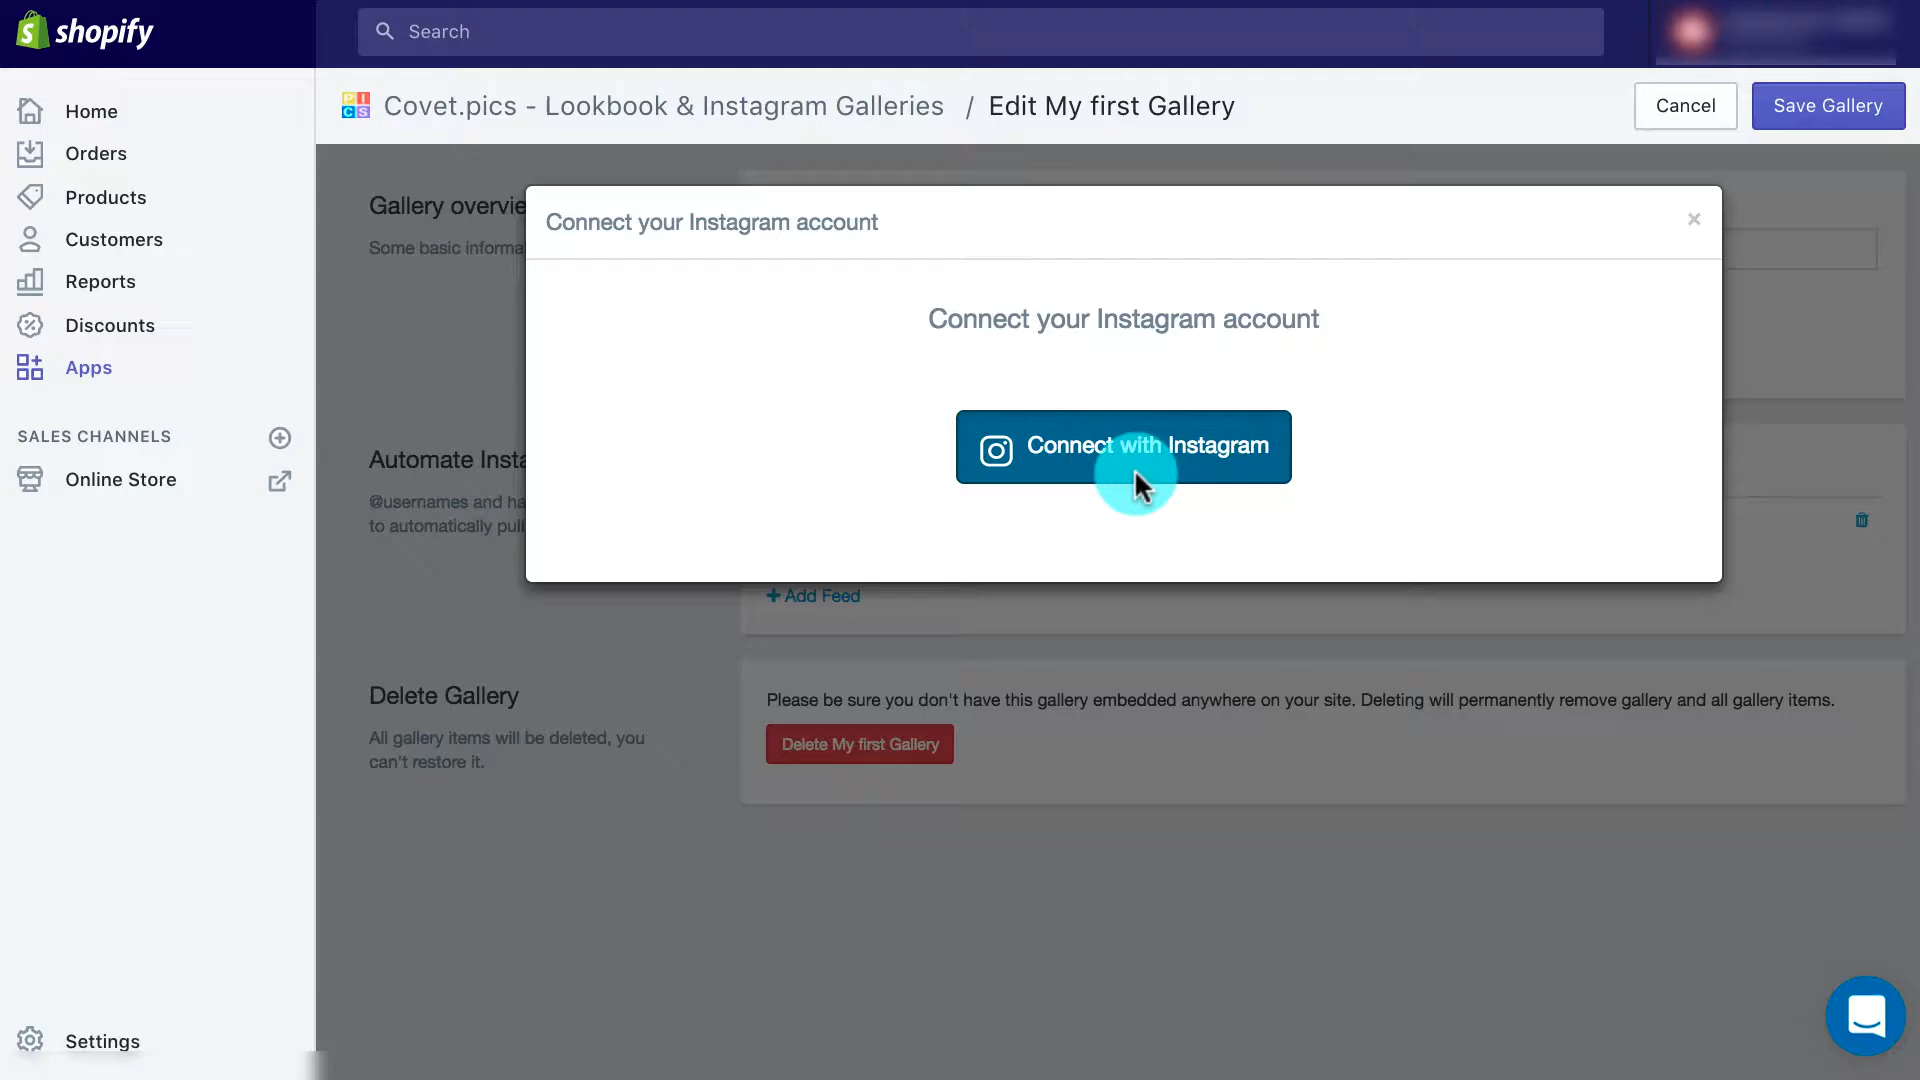 shopify
Search
Home
Orders
Products
Customers
Reports
Discounts
Apps
SALES CHANNELS
Online Store
Settings
PICS Covet.pics - Lookbook & Instagram Galleries / Edit My first Gallery
Cancel
Save Gallery
Gallery overvie
Some basic informa
Connect your Instagram account
×
Connect your Instagram account
Connect with Instagram
Automate Insta
@usernames and ha
to automatically pull
+ Add Feed
Delete Gallery
All gallery items will be deleted, you
can't restore it.
Please be sure you don't have this gallery embedded anywhere on your site. Deleting will permanently remove gallery and all gallery items.
Delete My first Gallery